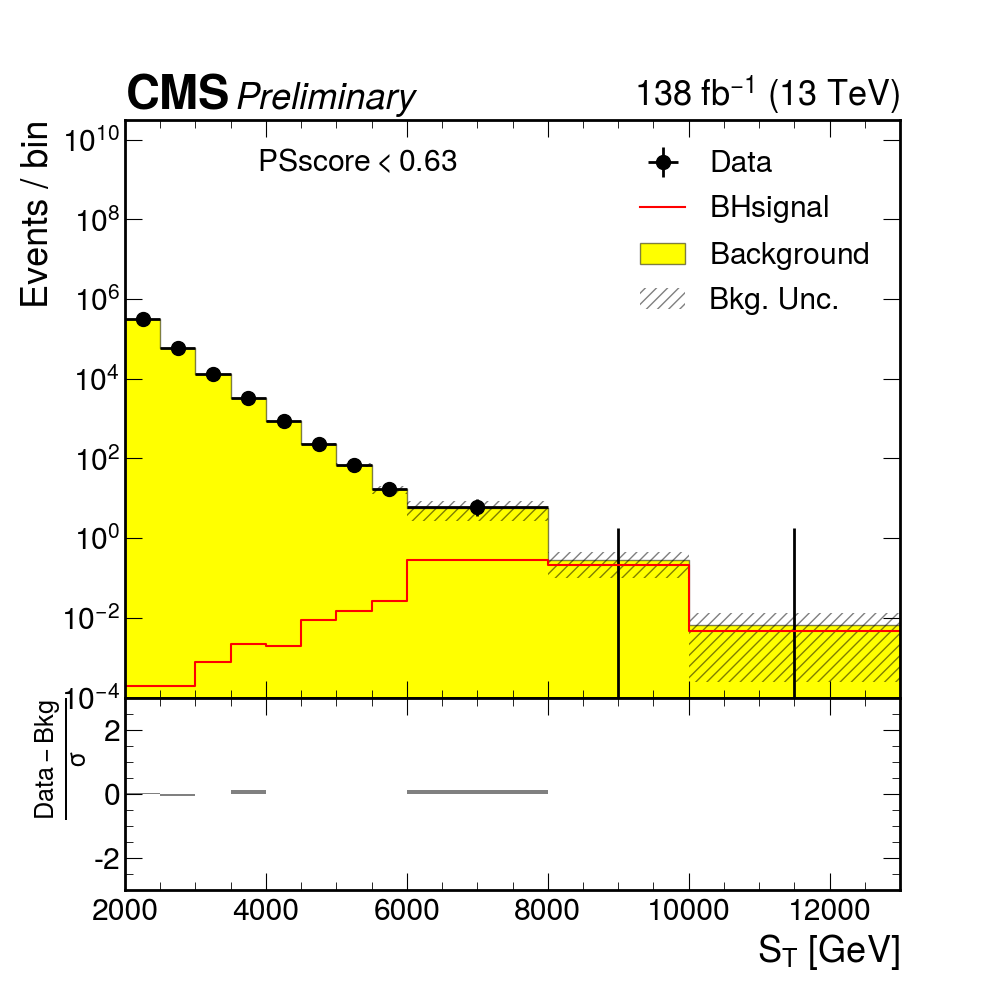 CMS Preliminary 138 fb⁻¹ (13 TeV)
Events / bin
PSscore < 0.63
Data
BHsignal
Background
Bkg. Unc.
10¹⁰
10⁸
10⁶
10⁴
10²
10⁰
10⁻²
10⁻⁴
Data − Bkg
σ
2
0
-2
2000 4000 6000 8000 10000 12000
S_T [GeV]